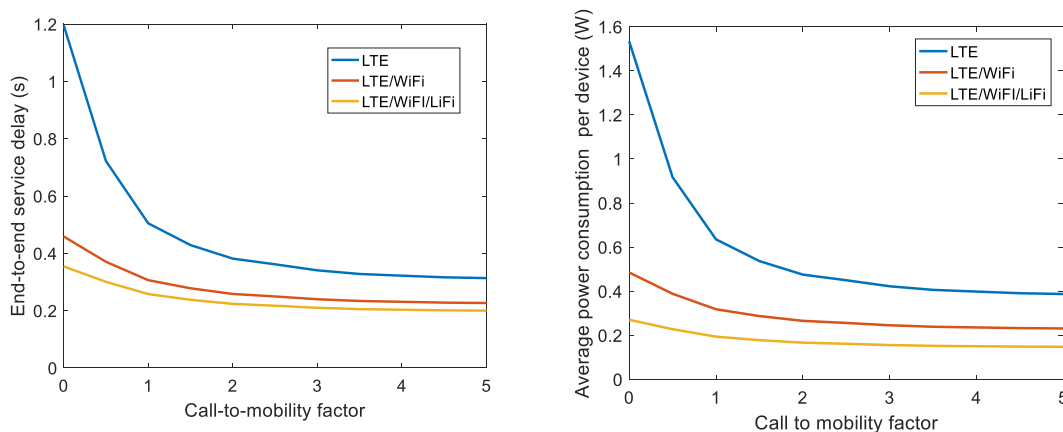 End-to-end service delay (s)
1.2
1
0.8
0.6
0.4
0.2
0
0 1 2 3 4 5
Call-to-mobility factor
LTE
LTE/WiFi
LTE/WiFI/LiFi
Average power consumption per device (W)
1.6
1.4
1.2
1
0.8
0.6
0.4
0.2
0
0 1 2 3 4 5
Call to mobility factor
LTE
LTE/WiFi
LTE/WiFI/LiFi